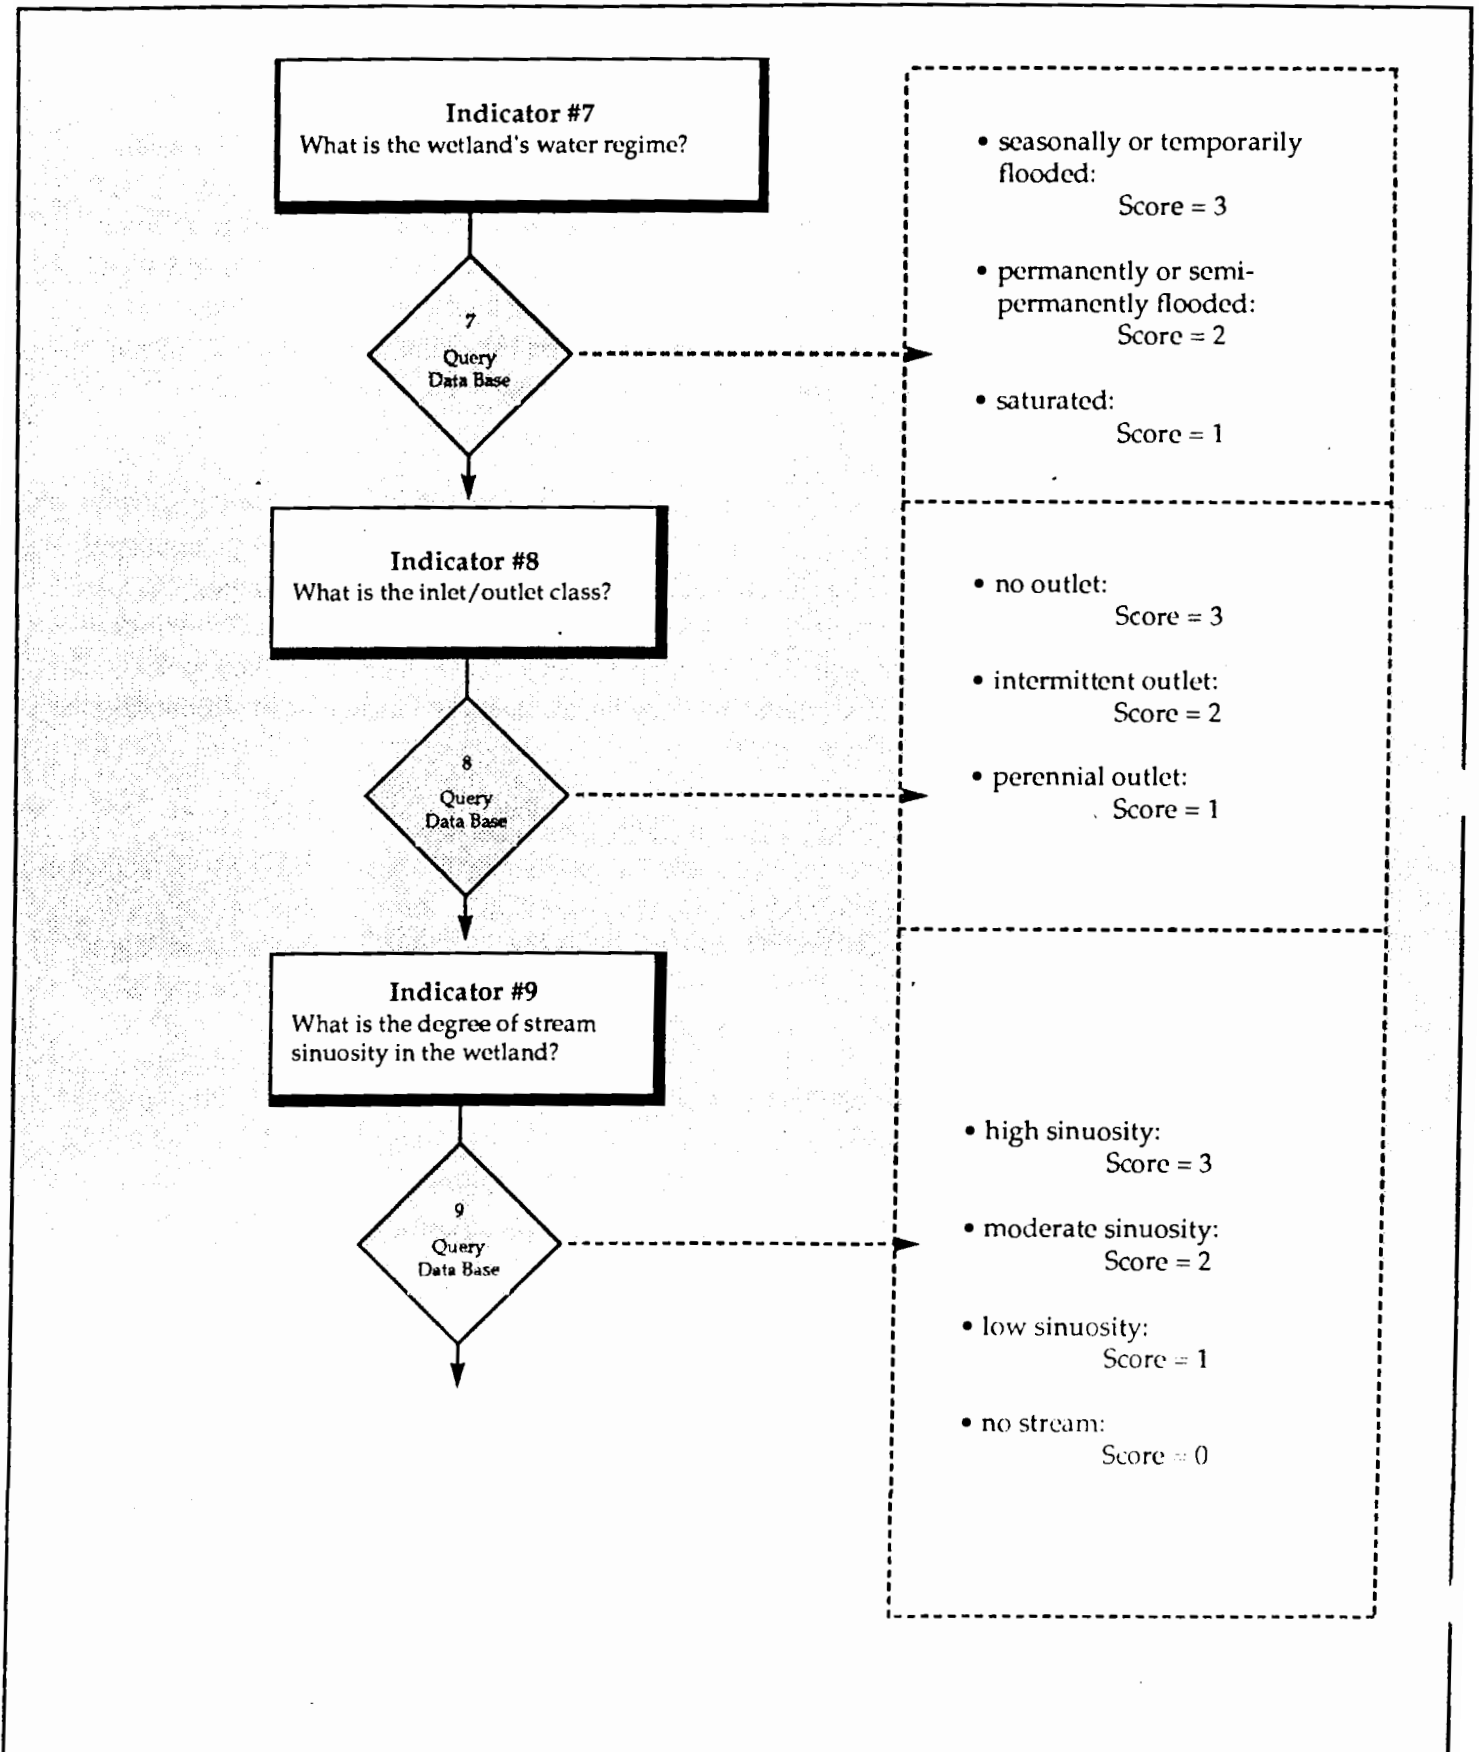 Indicator #7
What is the wetland's water regime?
7
Query
Data Base
• seasonally or temporarily
flooded:
Score = 3
• permanently or semi-
permanently flooded:
Score = 2
• saturated:
Score = 1
Indicator #8
What is the inlet/outlet class?
8
Query
Data Base
• no outlet:
Score = 3
• intermittent outlet:
Score = 2
• perennial outlet:
Score = 1
Indicator #9
What is the degree of stream
sinuosity in the wetland?
9
Query
Data Base
• high sinuosity:
Score = 3
• moderate sinuosity:
Score = 2
• low sinuosity:
Score = 1
• no stream:
Score = 0